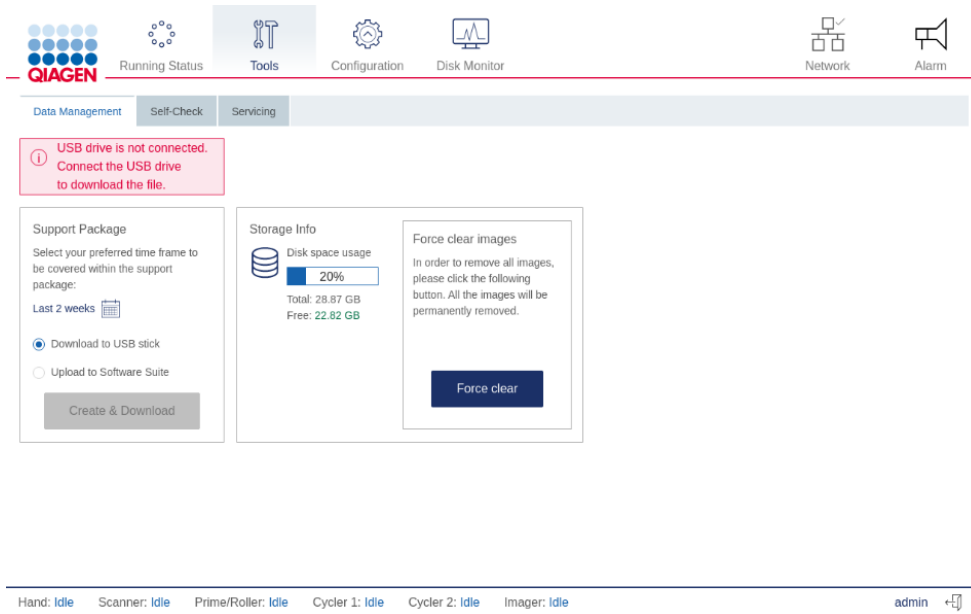 QIAGEN
Running Status
Tools
Configuration
Disk Monitor
Network
Alarm
Data Management
Self-Check
Servicing
USB drive is not connected.
Connect the USB drive
to download the file.
Support Package
Select your preferred time frame to
be covered within the support
package:
Last 2 weeks
Download to USB stick
Upload to Software Suite
Create & Download
Storage Info
Disk space usage
20%
Total: 28.87 GB
Free: 22.82 GB
Force clear images
In order to remove all images,
please click the following
button. All the images will be
permanently removed.
Force clear
Hand: Idle
Scanner: Idle
Prime/Roller: Idle
Cycler 1: Idle
Cycler 2: Idle
Imager: Idle
admin